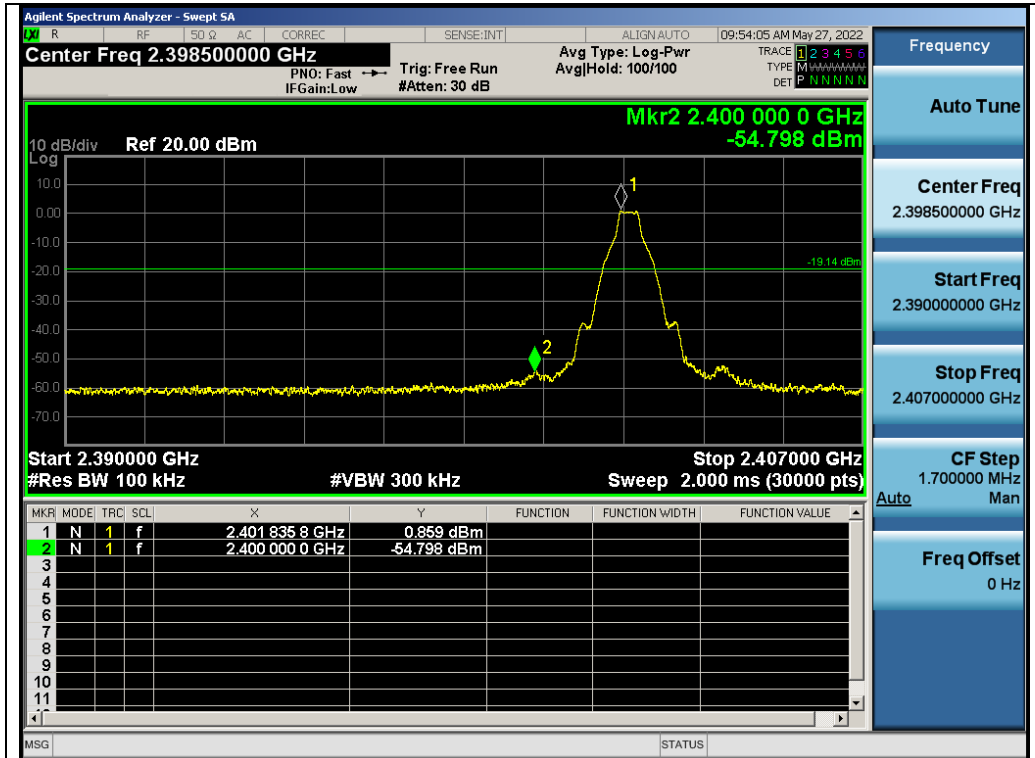 Agilent Spectrum Analyzer - Swept SA
LXI R RF 50 Ω AC CORREC SENSE:INT ALIGN AUTO 09:54:05 AM May 27, 2022
Center Freq 2.398500000 GHz
PNO: Fast
IFGain:Low
Trig: Free Run
#Atten: 30 dB
Avg Type: Log-Pwr
Avg|Hold: 100/100
TRACE 1 2 3 4 5 6
TYPE M WWWWW
DET P N N N N N
Mkr2 2.400 000 0 GHz
-54.798 dBm
10 dB/div Ref 20.00 dBm
Log
10.0
0.00
-10.0
-20.0
-30.0
-40.0
-50.0
-60.0
-70.0
1
-19.14 dBm
2
Start 2.390000 GHz Stop 2.407000 GHz
#Res BW 100 kHz #VBW 300 kHz Sweep 2.000 ms (30000 pts)
MKR MODE TRC SCL X Y FUNCTION FUNCTION WIDTH FUNCTION VALUE
1 N 1 f 2.401 835 8 GHz 0.859 dBm
2 N 1 f 2.400 000 0 GHz -54.798 dBm
3
4
5
6
7
8
9
10
11
MSG STATUS
Frequency
Auto Tune
Center Freq
2.398500000 GHz
Start Freq
2.390000000 GHz
Stop Freq
2.407000000 GHz
CF Step
1.700000 MHz
Auto Man
Freq Offset
0 Hz